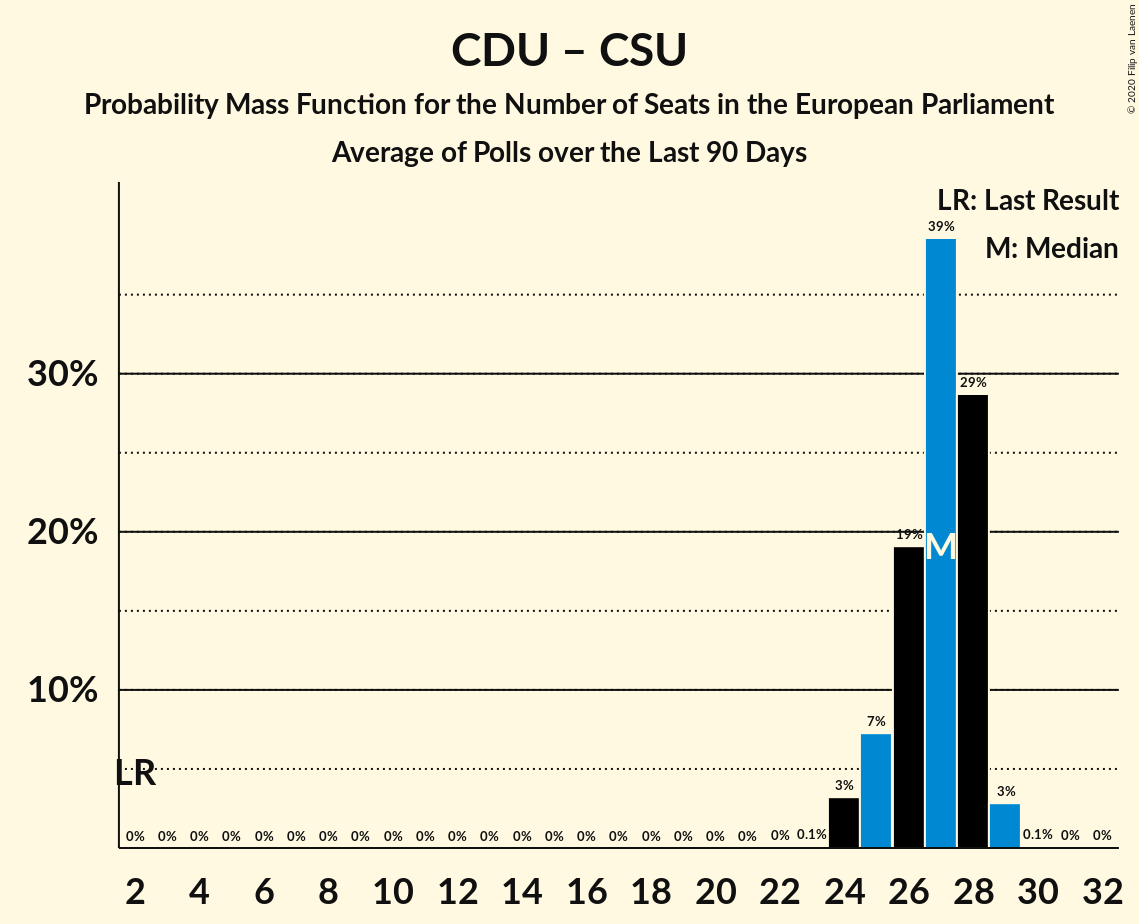 CDU – CSU
Probability Mass Function for the Number of Seats in the European Parliament
Average of Polls over the Last 90 Days
© 2020 Filip van Laenen
LR: Last Result
M: Median
30%
20%
10%
LR
M
0% 0% 0% 0% 0% 0% 0% 0% 0% 0% 0% 0% 0% 0% 0% 0% 0% 0% 0% 0% 0% 0.1% 3% 7% 19% 39% 29% 3% 0.1% 0% 0%
2 4 6 8 10 12 14 16 18 20 22 24 26 28 30 32